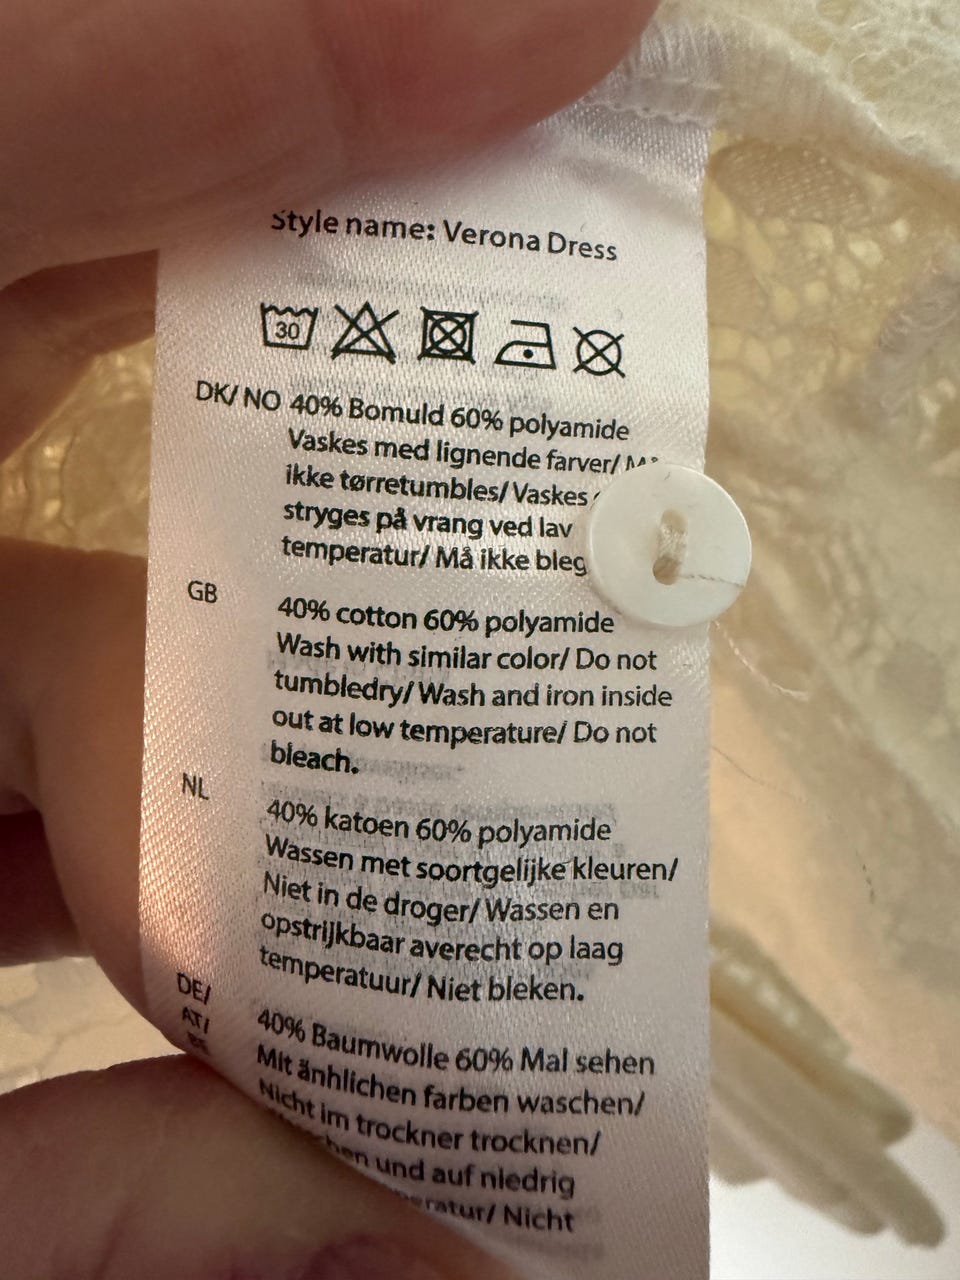 Style name: Verona Dress
30
DK/ NO 40% Bomuld 60% polyamide
Vaskes med lignende farver/
ikke tørretumbles/ Vaskes
stryges på vrang ved lav
temperatur/ Må ikke bleg
GB 40% cotton 60% polyamide
Wash with similar color/ Do not
tumbledry/ Wash and iron inside
out at low temperature/ Do not
bleach.
NL 40% katoen 60% polyamide
Wassen met soortgelijke kleuren/
Niet in de droger/ Wassen en
opstrijkbaar averecht op laag
temperatuur/ Niet bleken.
DE/
AT/
BE
40% Baumwolle 60% Mal sehen
Mit änhlichen farben waschen/
Nicht im trockner trocknen/
und auf niedrig
Nicht